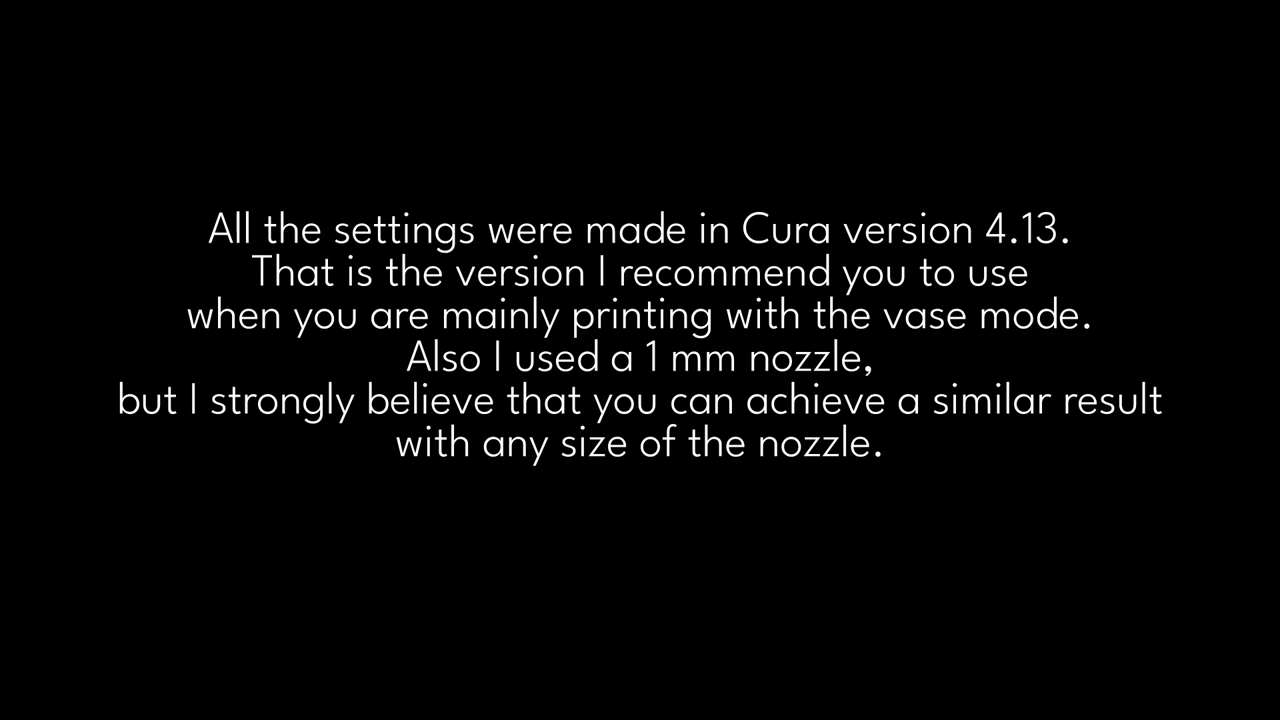 All the settings were made in Cura version 4.13.
That is the version I recommend you to use
when you are mainly printing with the vase mode.
Also I used a 1 mm nozzle,
but I strongly believe that you can achieve a similar result
with any size of the nozzle.